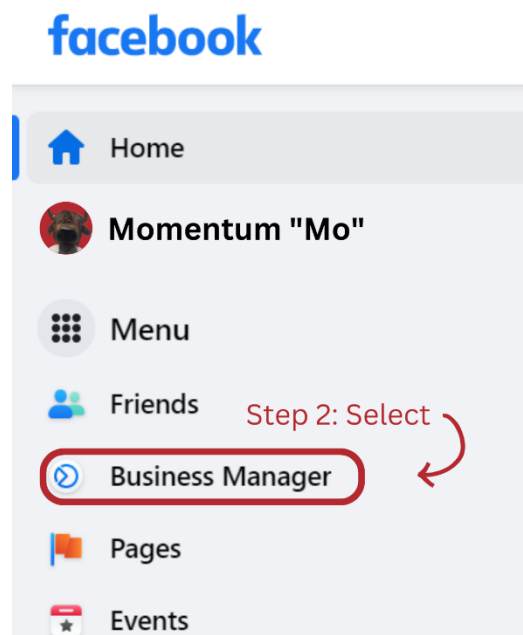 facebook
Home
Momentum "Mo"
Menu
Friends
Step 2: Select
Business Manager
Pages
Events